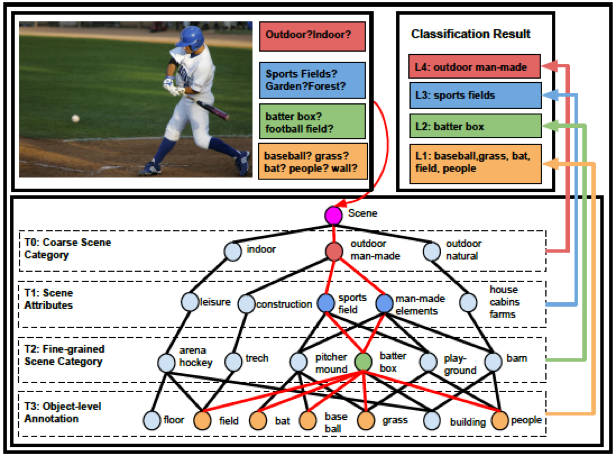 Outdoor?Indoor?
Sports Fields?
Garden?Forest?
batter box?
football field?
baseball? grass?
bat? people? wall?
Classification Result
L4: outdoor man-made
L3: sports fields
L2: batter box
L1: baseball,grass, bat,
field, people
Scene
T0: Coarse Scene
Category
indoor
outdoor
man-made
outdoor
natural
T1: Scene
Attributes
leisure
construction
sports
field
man-made
elements
house
cabins
farms
T2: Fine-grained
Scene Category
arena
hockey
trech
pitcher
mound
batter
box
play-
ground
barn
T3: Object-level
Annotation
floor
field
bat
base
ball
grass
building
people